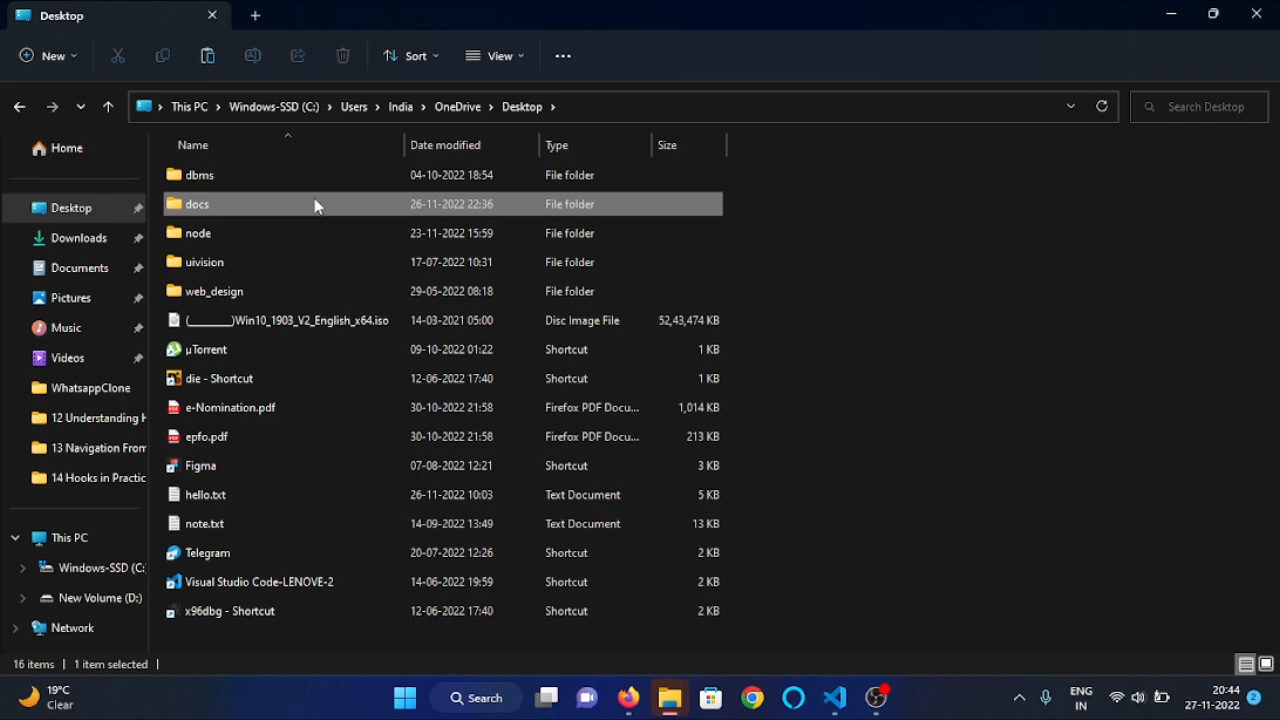 Desktop
New Sort View
This PC Windows-SSD (C:) Users India OneDrive Desktop Search Desktop
Name Date modified Type Size
Home
Desktop
Downloads
Documents
Pictures
Music
Videos
WhatsappClone
12 Understanding H
13 Navigation From
14 Hooks in Practic
This PC
Windows-SSD (C:
New Volume (D:)
Network
dbms 04-10-2022 18:54 File folder
docs 26-11-2022 22:36 File folder
node 23-11-2022 15:59 File folder
uivision 17-07-2022 10:31 File folder
web_design 29-05-2022 08:18 File folder
(_______)Win10_1903_V2_English_x64.iso 14-03-2021 05:00 Disc Image File 52,43,474 KB
µTorrent 09-10-2022 01:22 Shortcut 1 KB
die - Shortcut 12-06-2022 17:40 Shortcut 1 KB
e-Nomination.pdf 30-10-2022 21:58 Firefox PDF Docu... 1,014 KB
epfo.pdf 30-10-2022 21:58 Firefox PDF Docu... 213 KB
Figma 07-08-2022 12:21 Shortcut 3 KB
hello.txt 26-11-2022 10:03 Text Document 5 KB
note.txt 14-09-2022 13:49 Text Document 13 KB
Telegram 20-07-2022 12:26 Shortcut 2 KB
Visual Studio Code-LENOVE-2 14-06-2022 19:59 Shortcut 2 KB
x96dbg - Shortcut 12-06-2022 17:40 Shortcut 2 KB
16 items 1 item selected
19°C
Clear
Search
ENG
IN
20:44
27-11-2022
2